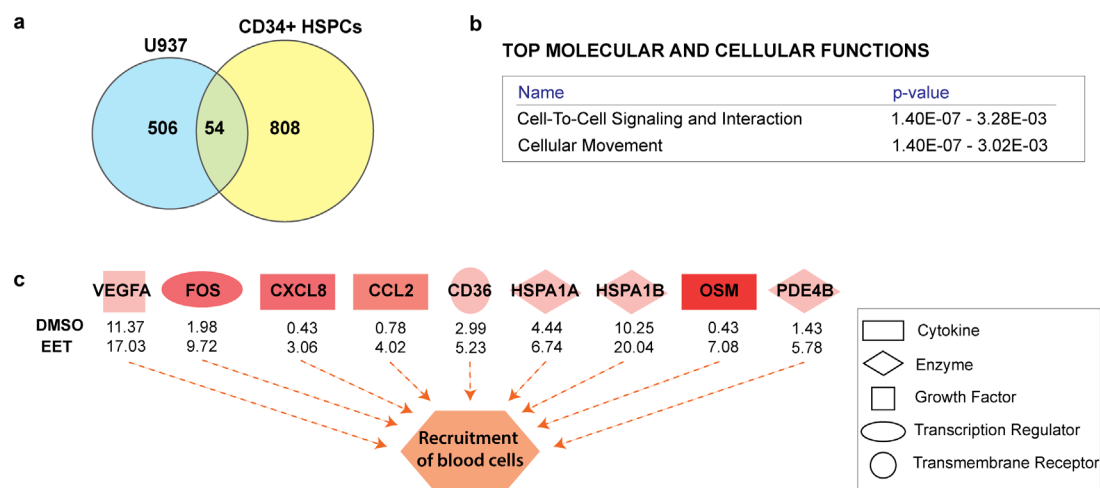 a
U937
CD34+ HSPCs
506
54
808
b
TOP MOLECULAR AND CELLULAR FUNCTIONS
Name p-value
Cell-To-Cell Signaling and Interaction 1.40E-07 - 3.28E-03
Cellular Movement 1.40E-07 - 3.02E-03
c
VEGFA FOS CXCL8 CCL2 CD36 HSPA1A HSPA1B OSM PDE4B
DMSO 11.37 1.98 0.43 0.78 2.99 4.44 10.25 0.43 1.43
EET 17.03 9.72 3.06 4.02 5.23 6.74 20.04 7.08 5.78
Recruitment
of blood cells
Cytokine
Enzyme
Growth Factor
Transcription Regulator
Transmembrane Receptor